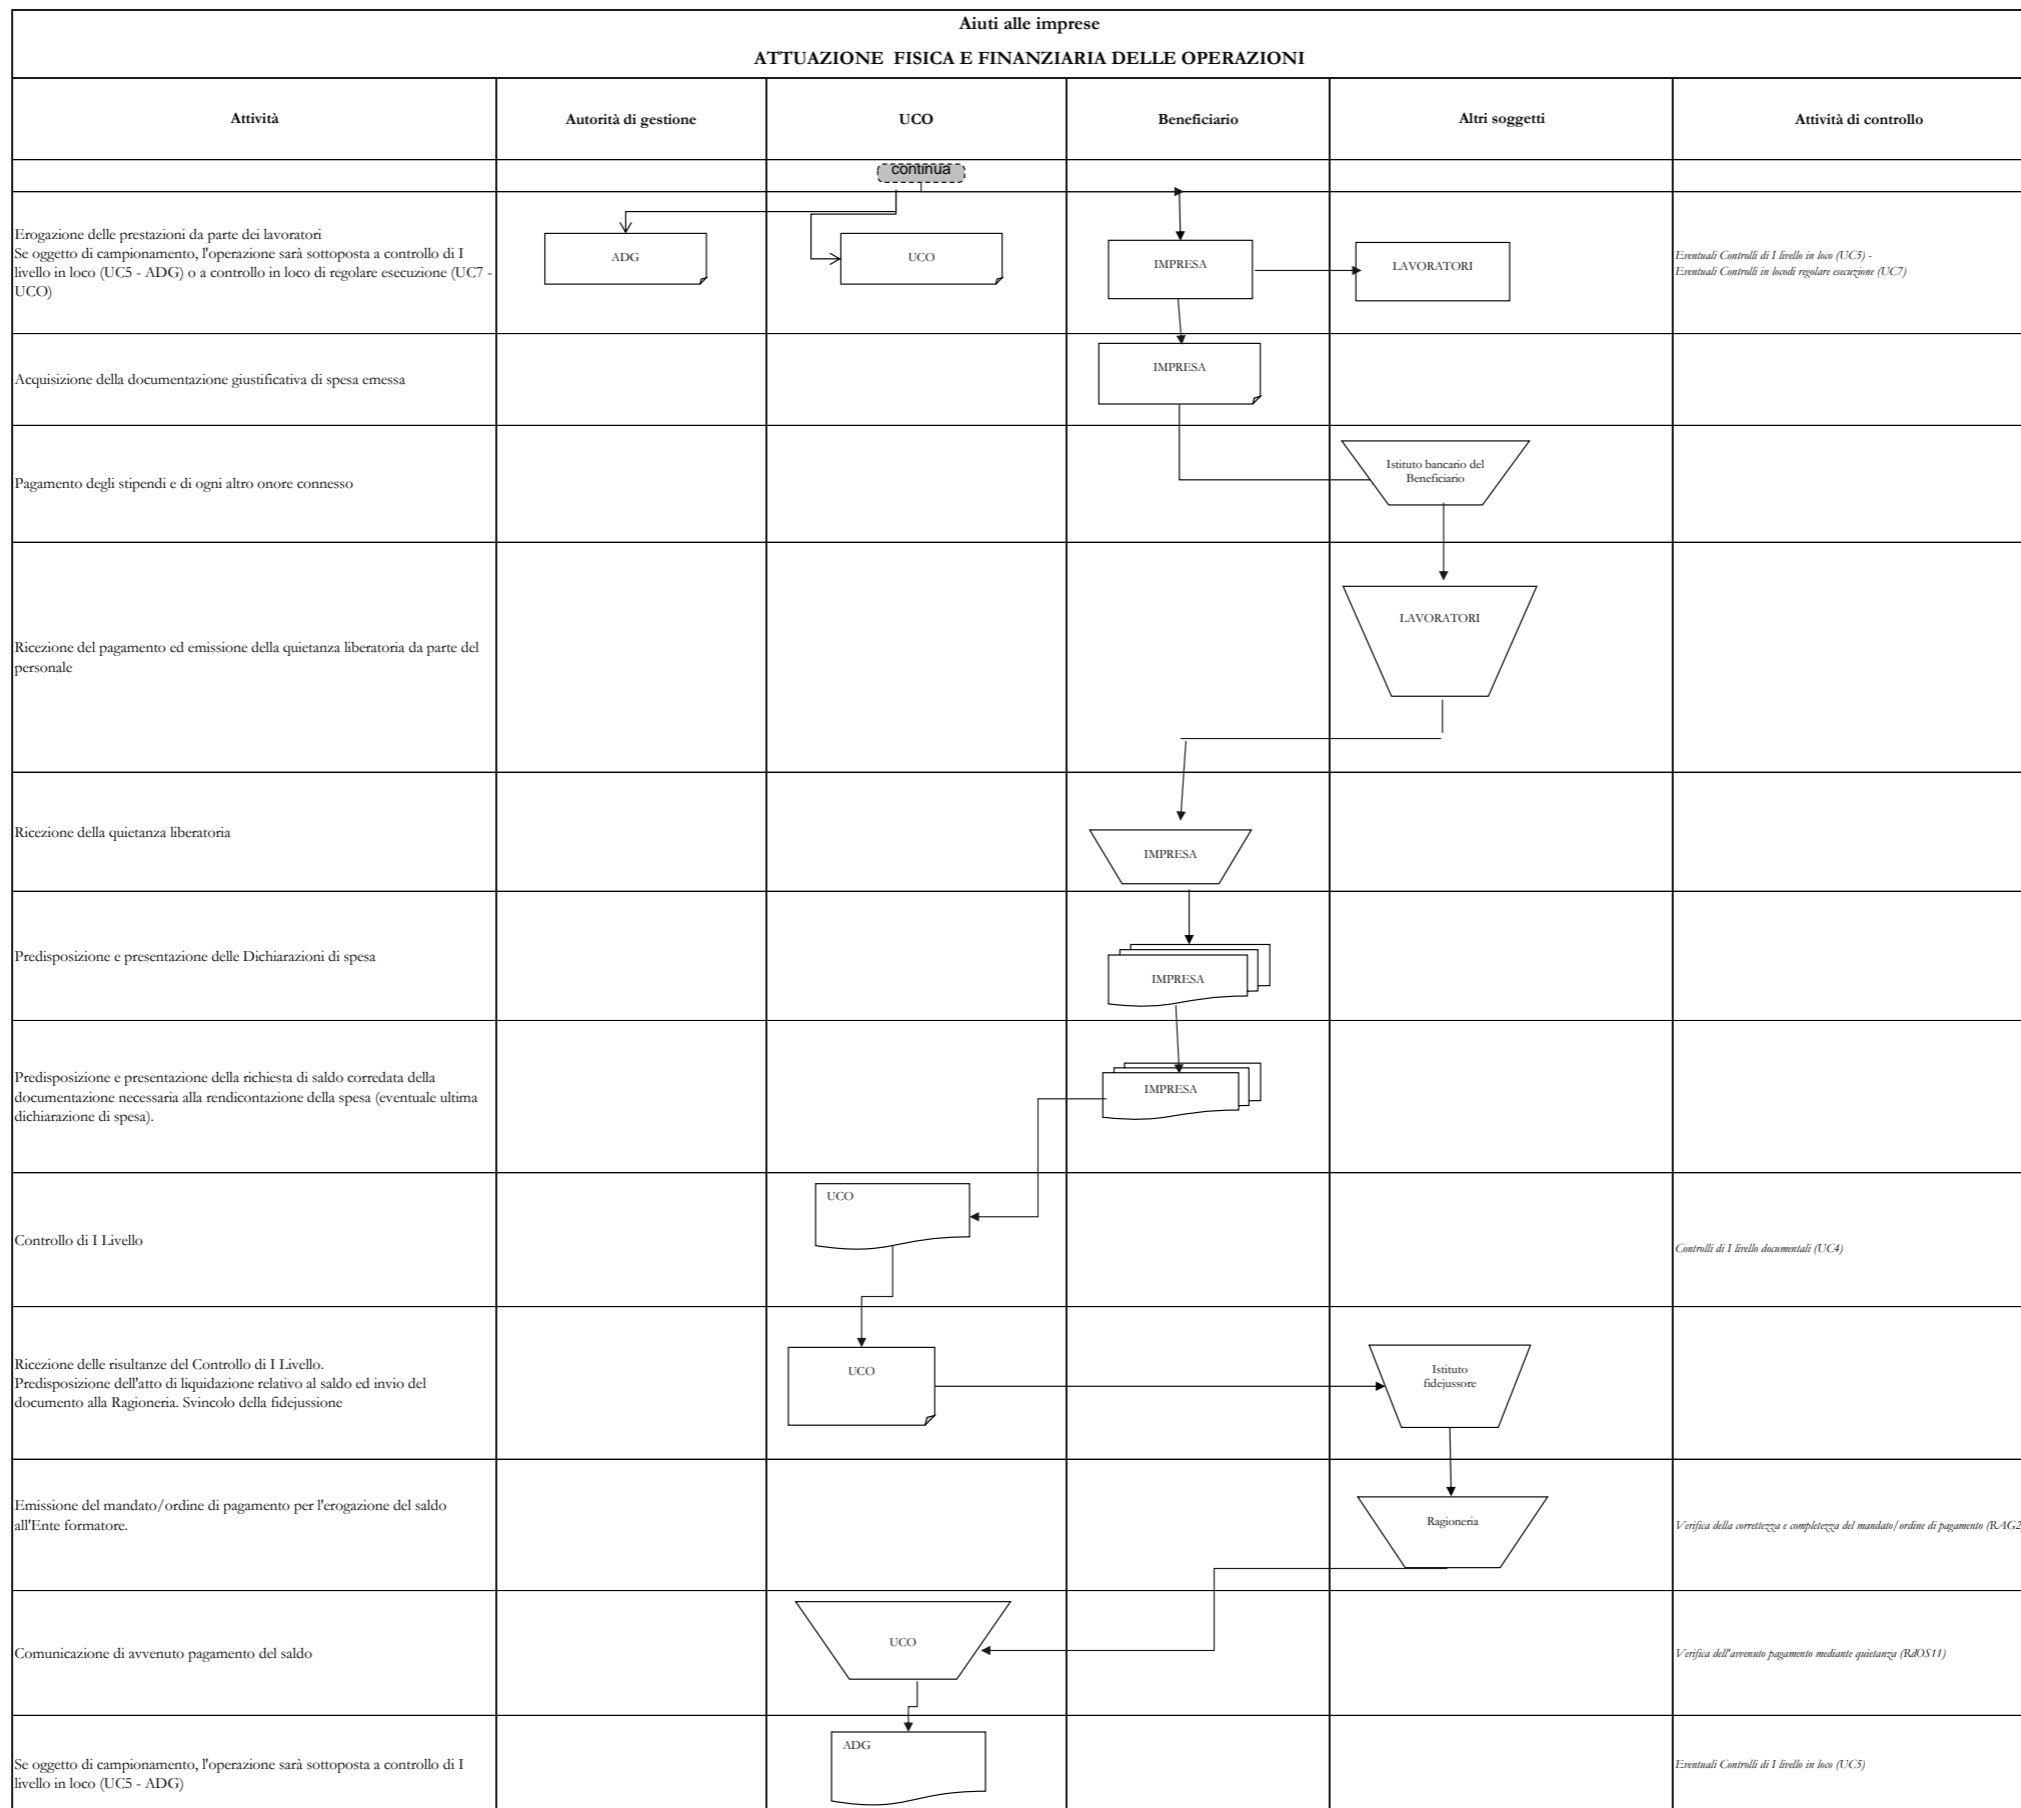 Aiuti alle imprese
ATTUAZIONE FISICA E FINANZIARIA DELLE OPERAZIONI
Attività
Autorità di gestione
UCO
Beneficiario
Altri soggetti
Attività di controllo
continua
Erogazione delle prestazioni da parte dei lavoratori
Se oggetto di campionamento, l'operazione sarà sottoposta a controllo di I
livello in loco (UC5 - ADG) o a controllo in loco di regolare esecuzione (UC7 -
UCO)
ADG
UCO
IMPRESA
LAVORATORI
Eventuali Controlli di I livello in loco (UC5) -
Eventuali Controlli in locodi regolare esecuzione (UC7)
Acquisizione della documentazione giustificativa di spesa emessa
IMPRESA
Pagamento degli stipendi e di ogni altro onore connesso
Istituto bancario del
Beneficiario
Ricezione del pagamento ed emissione della quietanza liberatoria da parte del
personale
LAVORATORI
Ricezione della quietanza liberatoria
IMPRESA
Predisposizione e presentazione delle Dichiarazioni di spesa
IMPRESA
Predisposizione e presentazione della richiesta di saldo corredata della
documentazione necessaria alla rendicontazione della spesa (eventuale ultima
dichiarazione di spesa).
IMPRESA
Controllo di I Livello
UCO
Controlli di I livello documentali (UC4)
Ricezione delle risultanze del Controllo di I Livello.
Predisposizione dell'atto di liquidazione relativo al saldo ed invio del
documento alla Ragioneria. Svincolo della fidejussione
UCO
Istituto
fidejussore
Emissione del mandato/ordine di pagamento per l'erogazione del saldo
all'Ente formatore.
Ragioneria
Verifica della correttezza e completezza del mandato/ordine di pagamento (RAG2)
Comunicazione di avvenuto pagamento del saldo
UCO
Verifica dell'avvenuto pagamento mediante quietanza (RdOS11)
Se oggetto di campionamento, l'operazione sarà sottoposta a controllo di I
livello in loco (UC5 - ADG)
ADG
Eventuali Controlli di I livello in loco (UC5)